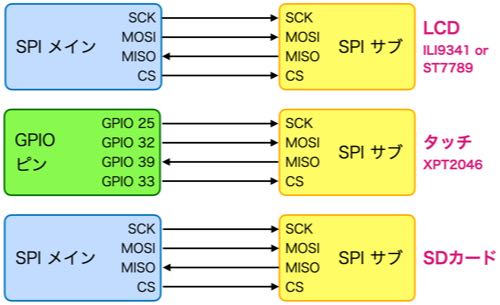 SPI メイン
SCK
MOSI
MISO
CS
SCK
MOSI
MISO
CS
SPI サブ
LCD
ILI9341 or
ST7789
GPIO
ピン
GPIO 25
GPIO 32
GPIO 39
GPIO 33
SCK
MOSI
MISO
CS
SPI サブ
タッチ
XPT2046
SPI メイン
SCK
MOSI
MISO
CS
SCK
MOSI
MISO
CS
SPI サブ
SDカード